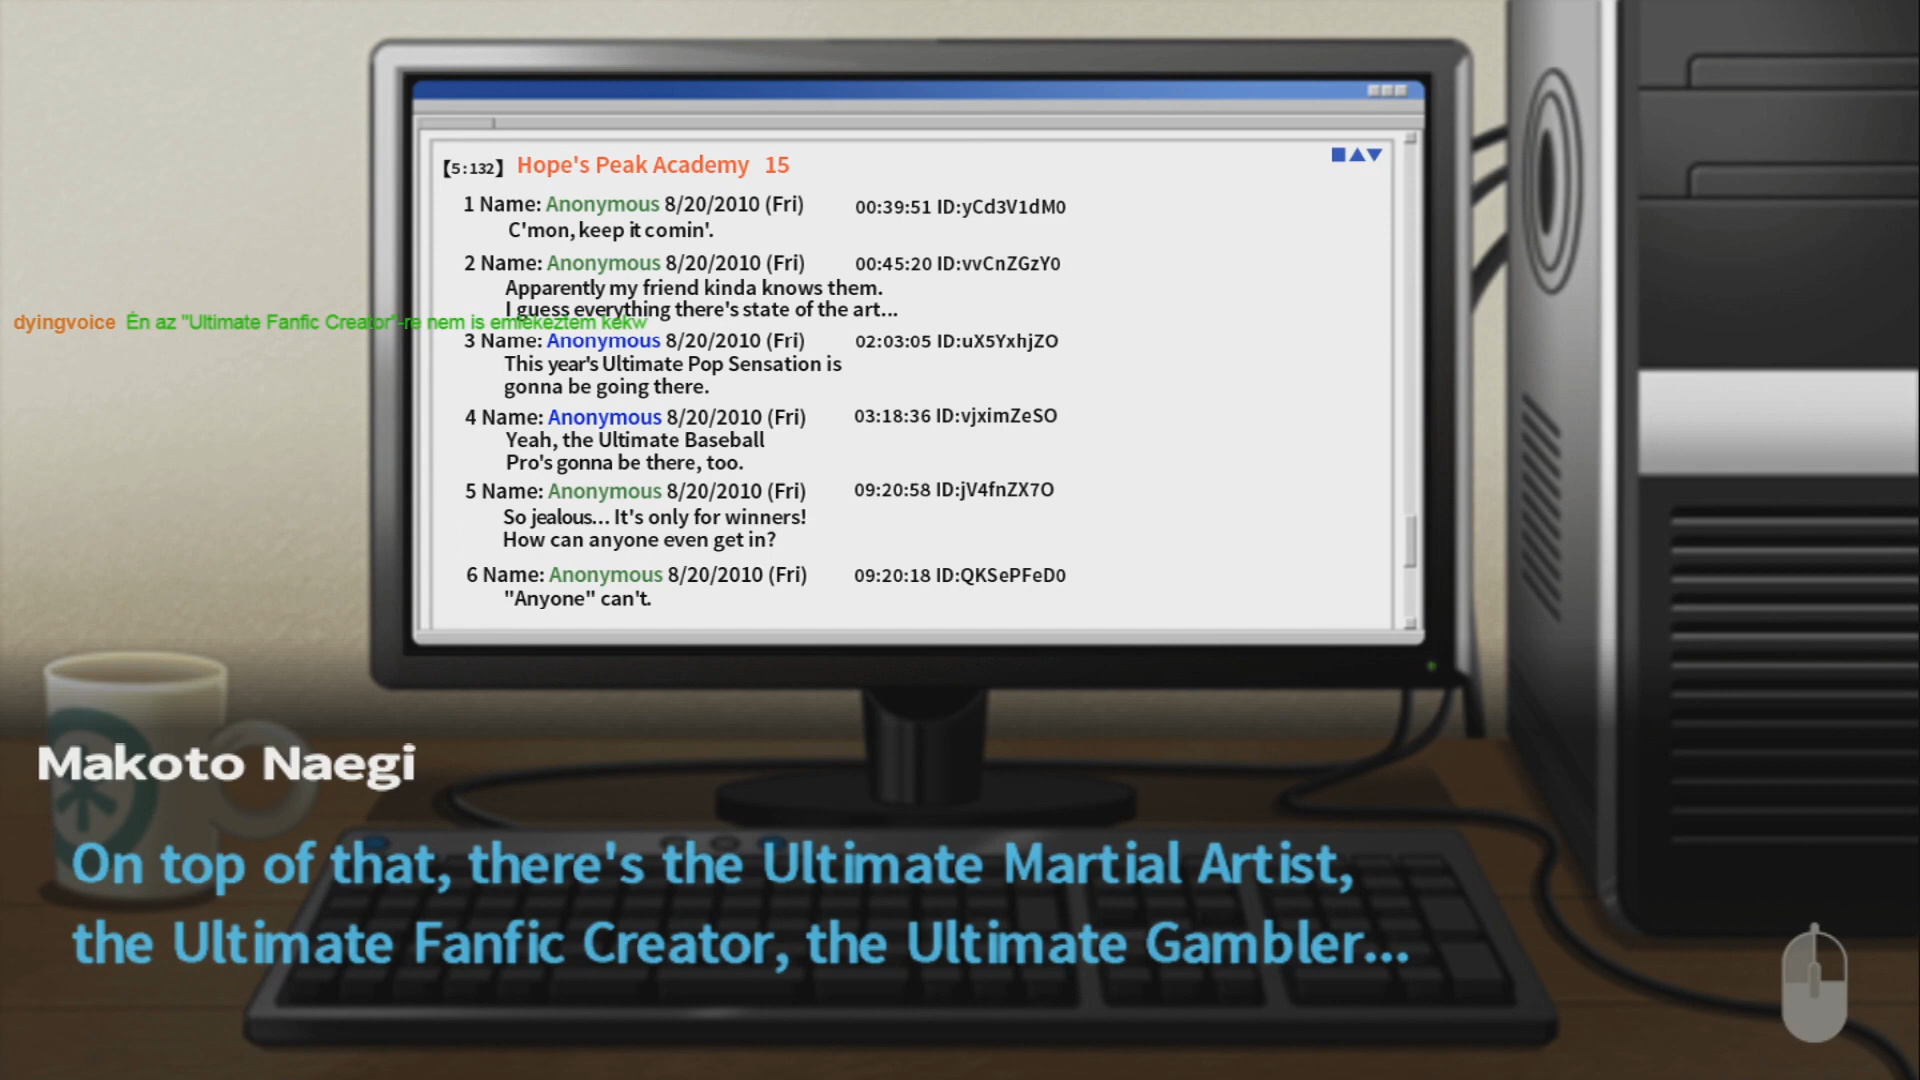 【5:132】 Hope's Peak Academy 15
1 Name: Anonymous 8/20/2010 (Fri) 00:39:51 ID:yCd3V1dM0
C'mon, keep it comin'.
2 Name: Anonymous 8/20/2010 (Fri) 00:45:20 ID:vvCnZGzY0
Apparently my friend kinda knows them.
I guess everything there's state of the art...
dyingvoice Én az "Ultimate Fanfic Creator"-re nem is emlékeztem kekw
3 Name: Anonymous 8/20/2010 (Fri) 02:03:05 ID:uX5YxhjZO
This year's Ultimate Pop Sensation is
gonna be going there.
4 Name: Anonymous 8/20/2010 (Fri) 03:18:36 ID:vjximZeSO
Yeah, the Ultimate Baseball
Pro's gonna be there, too.
5 Name: Anonymous 8/20/2010 (Fri) 09:20:58 ID:jV4fnZX7O
So jealous... It's only for winners!
How can anyone even get in?
6 Name: Anonymous 8/20/2010 (Fri) 09:20:18 ID:QKSePFeD0
"Anyone" can't.
Makoto Naegi
On top of that, there's the Ultimate Martial Artist,
the Ultimate Fanfic Creator, the Ultimate Gambler...